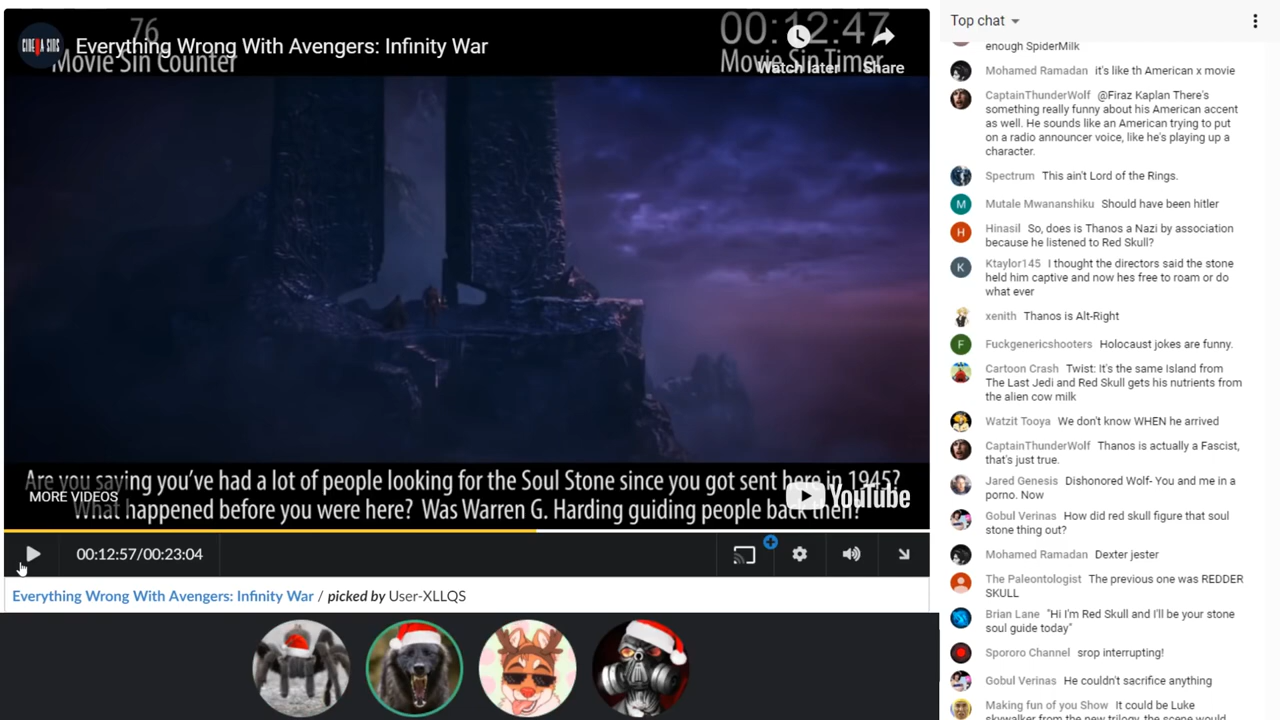 76
Movie Sin Counter
00:12:47
Movie Sin Timer
CINEMA SINS
Everything Wrong With Avengers: Infinity War
Watch later
Share
Are you saying you've had a lot of people looking for the Soul Stone since you got sent here in 1945?
What happened before you were here? Was Warren G. Harding guiding people back then?
MORE VIDEOS
YouTube
00:12:57/00:23:04
Everything Wrong With Avengers: Infinity War / picked by User-XLLQS
Top chat
enough SpiderMilk
Mohamed Ramadan it's like th American x movie
CaptainThunderWolf @Firaz Kaplan There's
something really funny about his American accent
as well. He sounds like an American trying to put
on a radio announcer voice, like he's playing up a
character.
Spectrum This ain't Lord of the Rings.
M
Mutale Mwananshiku Should have been hitler
H
Hinasil So, does is Thanos a Nazi by association
because he listened to Red Skull?
K
Ktaylor145 I thought the directors said the stone
held him captive and now hes free to roam or do
what ever
xenith Thanos is Alt-Right
F
Fuckgenericshooters Holocaust jokes are funny.
Cartoon Crash Twist: It's the same Island from
The Last Jedi and Red Skull gets his nutrients from
the alien cow milk
Watzit Tooya We don't know WHEN he arrived
CaptainThunderWolf Thanos is actually a Fascist,
that's just true.
Jared Genesis Dishonored Wolf- You and me in a
porno. Now
Gobul Verinas How did red skull figure that soul
stone thing out?
Mohamed Ramadan Dexter jester
The Paleontologist The previous one was REDDER
SKULL
Brian Lane "Hi I'm Red Skull and I'll be your stone
soul guide today"
Spororo Channel srop interrupting!
Gobul Verinas He couldn't sacrifice anything
Making fun of you Show It could be Luke
skywalker from the new trilogy, the scene would